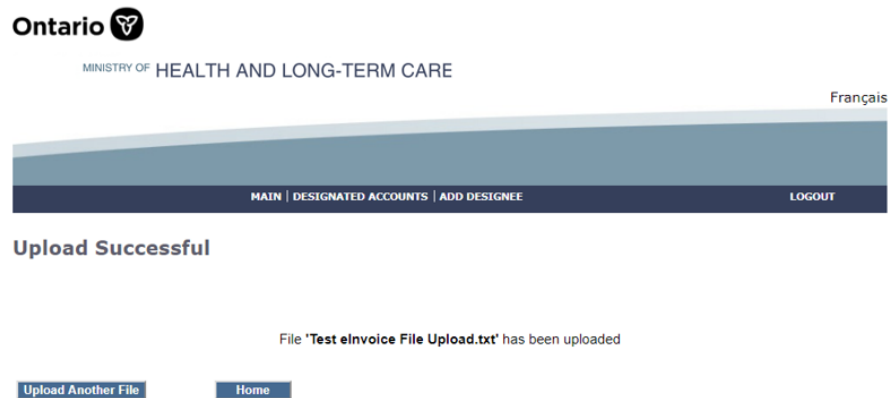 Ontario
MINISTRY OF HEALTH AND LONG-TERM CARE
Français
MAIN | DESIGNATED ACCOUNTS | ADD DESIGNEE LOGOUT
Upload Successful
File 'Test eInvoice File Upload.txt' has been uploaded
Upload Another File Home